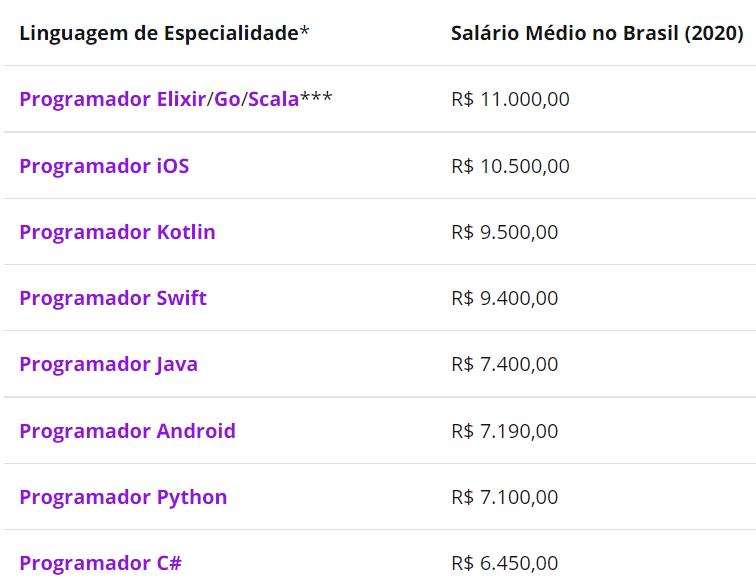 Linguagem de Especialidade* Salário Médio no Brasil (2020)
Programador Elixir/Go/Scala*** R$ 11.000,00
Programador iOS R$ 10.500,00
Programador Kotlin R$ 9.500,00
Programador Swift R$ 9.400,00
Programador Java R$ 7.400,00
Programador Android R$ 7.190,00
Programador Python R$ 7.100,00
Programador C# R$ 6.450,00